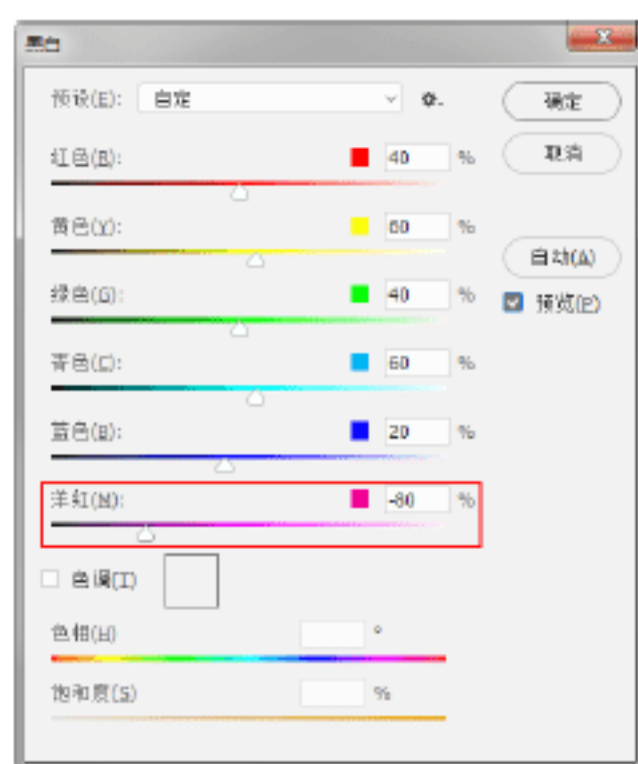 黑白
预设(E): 自定
确定
红色(R): 40 %
取消
黄色(Y): 60 %
自动(A)
绿色(G): 40 %
预览(P)
青色(C): 60 %
蓝色(B): 20 %
洋红(M): -80 %
色调(T)
色相(H) °
饱和度(S) %